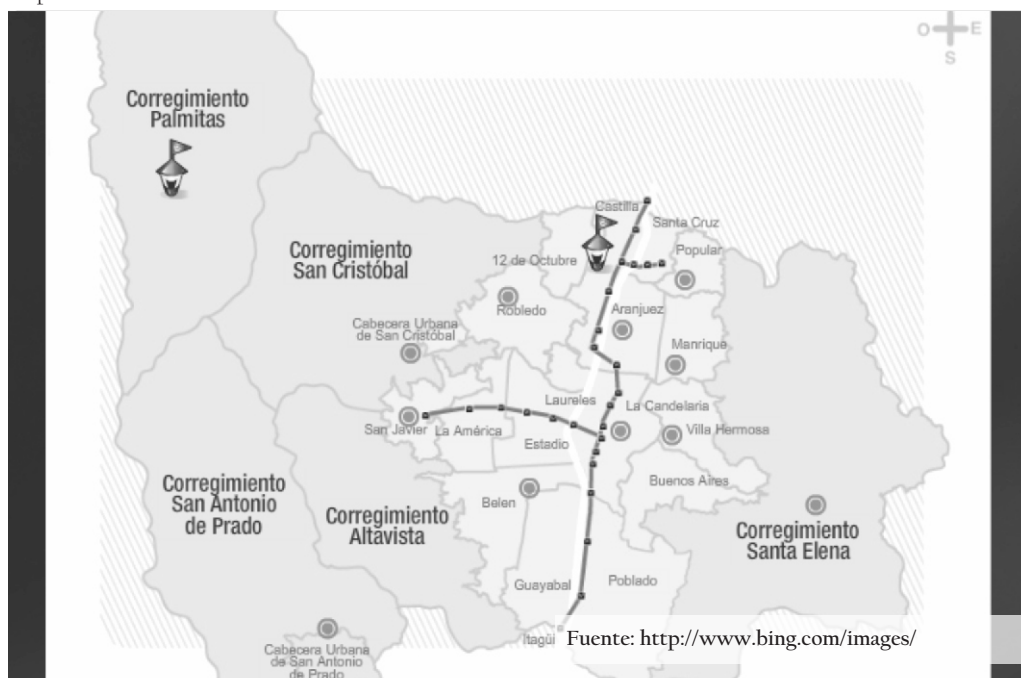 O E
S
Corregimiento
Palmitas
Castilla
Santa Cruz
Corregimiento
San Cristóbal
12 de Octubre
Popular
Robledo
Aranjuez
Cabecera Urbana
de San Cristóbal
Manrique
Laureles
La Candelaria
San Javier
La América
Villa Hermosa
Estadio
Corregimiento
San Antonio
de Prado
Buenos Aires
Belen
Corregimiento
Altavista
Corregimiento
Santa Elena
Guayabal
Poblado
Itagüi
Fuente: http://www.bing.com/images/
Cabecera Urbana
de San Antonio
de Prado